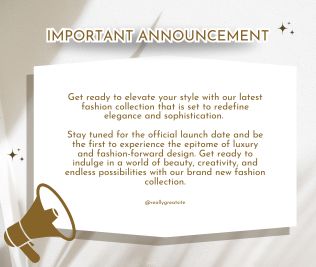 IMPORTANT ANNOUNCEMENT
Get ready to elevate your style with our latest
fashion collection that is set to redefine
elegance and sophistication.
Stay tuned for the official launch date and be
the first to experience the epitome of luxury
and fashion-forward design. Get ready to
indulge in a world of beauty, creativity, and
endless possibilities with our brand new fashion
collection.
@reallygreatsite